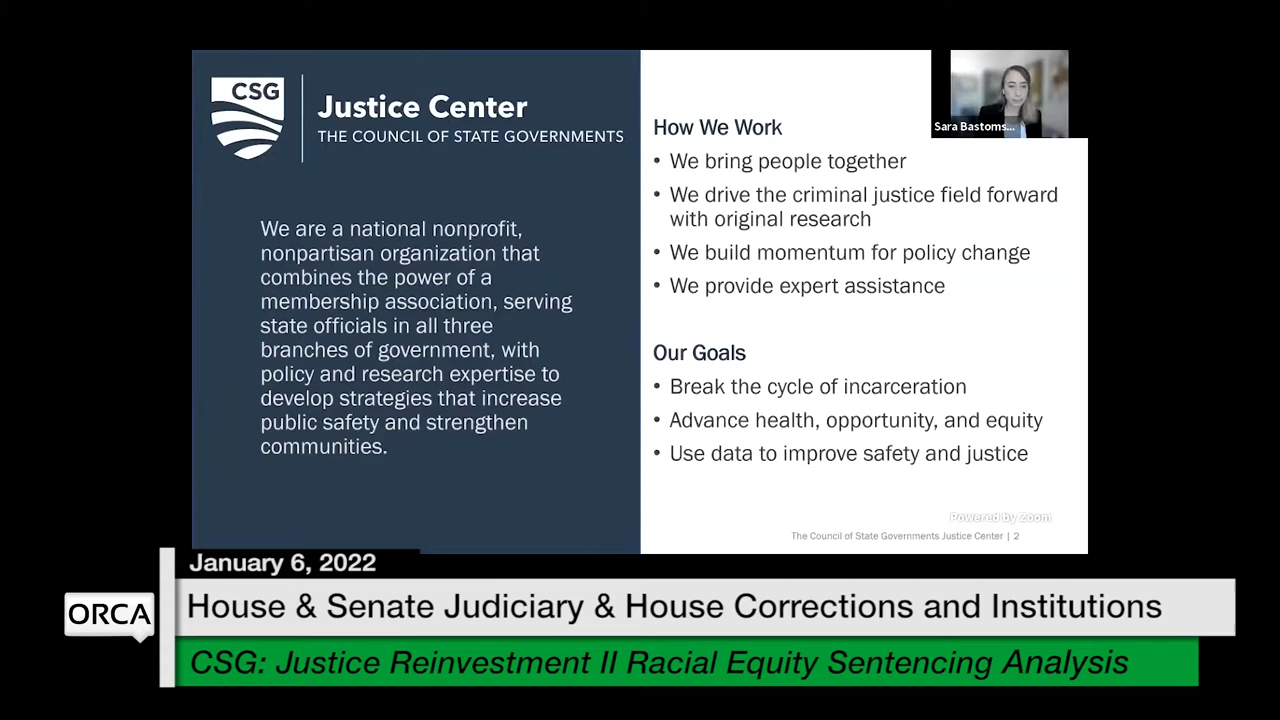 CSG
Justice Center
THE COUNCIL OF STATE GOVERNMENTS
We are a national nonprofit,
nonpartisan organization that
combines the power of a
membership association, serving
state officials in all three
branches of government, with
policy and research expertise to
develop strategies that increase
public safety and strengthen
communities.
How We Work
• We bring people together
• We drive the criminal justice field forward
with original research
• We build momentum for policy change
• We provide expert assistance
Our Goals
• Break the cycle of incarceration
• Advance health, opportunity, and equity
• Use data to improve safety and justice
Sara Bastoms...
Powered by Zoom
The Council of State Governments Justice Center | 2
January 6, 2022
ORCA
House & Senate Judiciary & House Corrections and Institutions
CSG: Justice Reinvestment II Racial Equity Sentencing Analysis